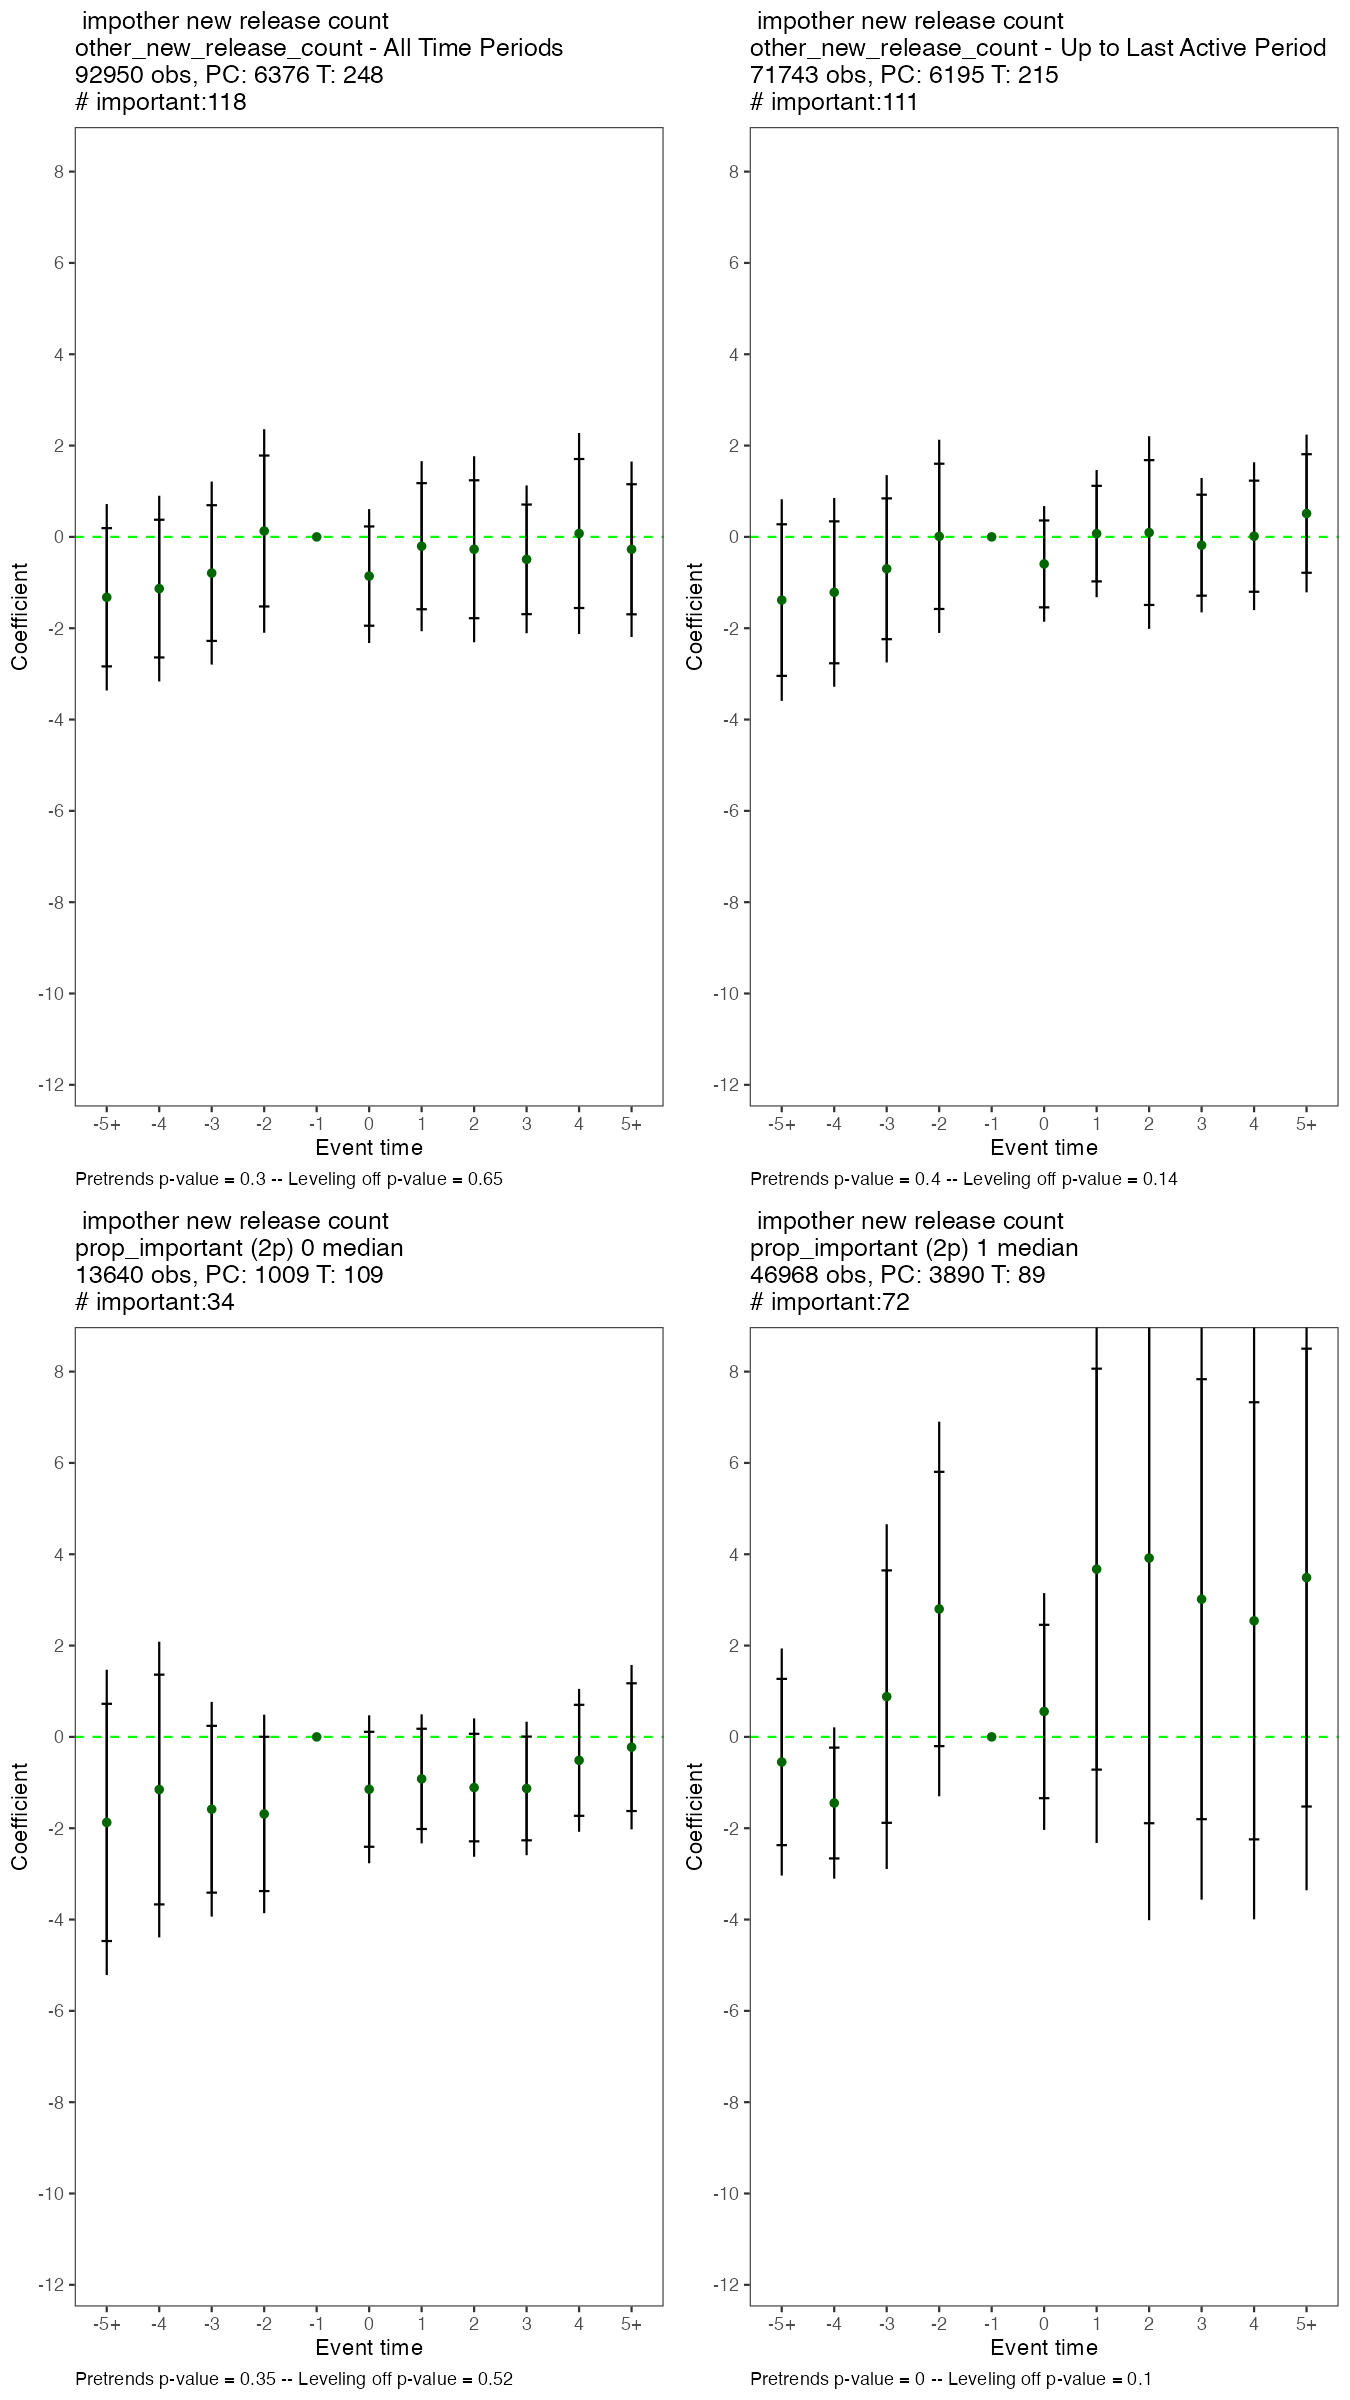 impother new release count
other_new_release_count - All Time Periods
92950 obs, PC: 6376 T: 248
# important:118
8
6
4
2
0
-2
-4
-6
-8
-10
-12
Coefficient
-5+ -4 -3 -2 -1 0 1 2 3 4 5+
Event time
Pretrends p-value = 0.3 -- Leveling off p-value = 0.65
impother new release count
other_new_release_count - Up to Last Active Period
71743 obs, PC: 6195 T: 215
# important:111
8
6
4
2
0
-2
-4
-6
-8
-10
-12
Coefficient
-5+ -4 -3 -2 -1 0 1 2 3 4 5+
Event time
Pretrends p-value = 0.4 -- Leveling off p-value = 0.14
impother new release count
prop_important (2p) 0 median
13640 obs, PC: 1009 T: 109
# important:34
8
6
4
2
0
-2
-4
-6
-8
-10
-12
Coefficient
-5+ -4 -3 -2 -1 0 1 2 3 4 5+
Event time
Pretrends p-value = 0.35 -- Leveling off p-value = 0.52
impother new release count
prop_important (2p) 1 median
46968 obs, PC: 3890 T: 89
# important:72
8
6
4
2
0
-2
-4
-6
-8
-10
-12
Coefficient
-5+ -4 -3 -2 -1 0 1 2 3 4 5+
Event time
Pretrends p-value = 0 -- Leveling off p-value = 0.1